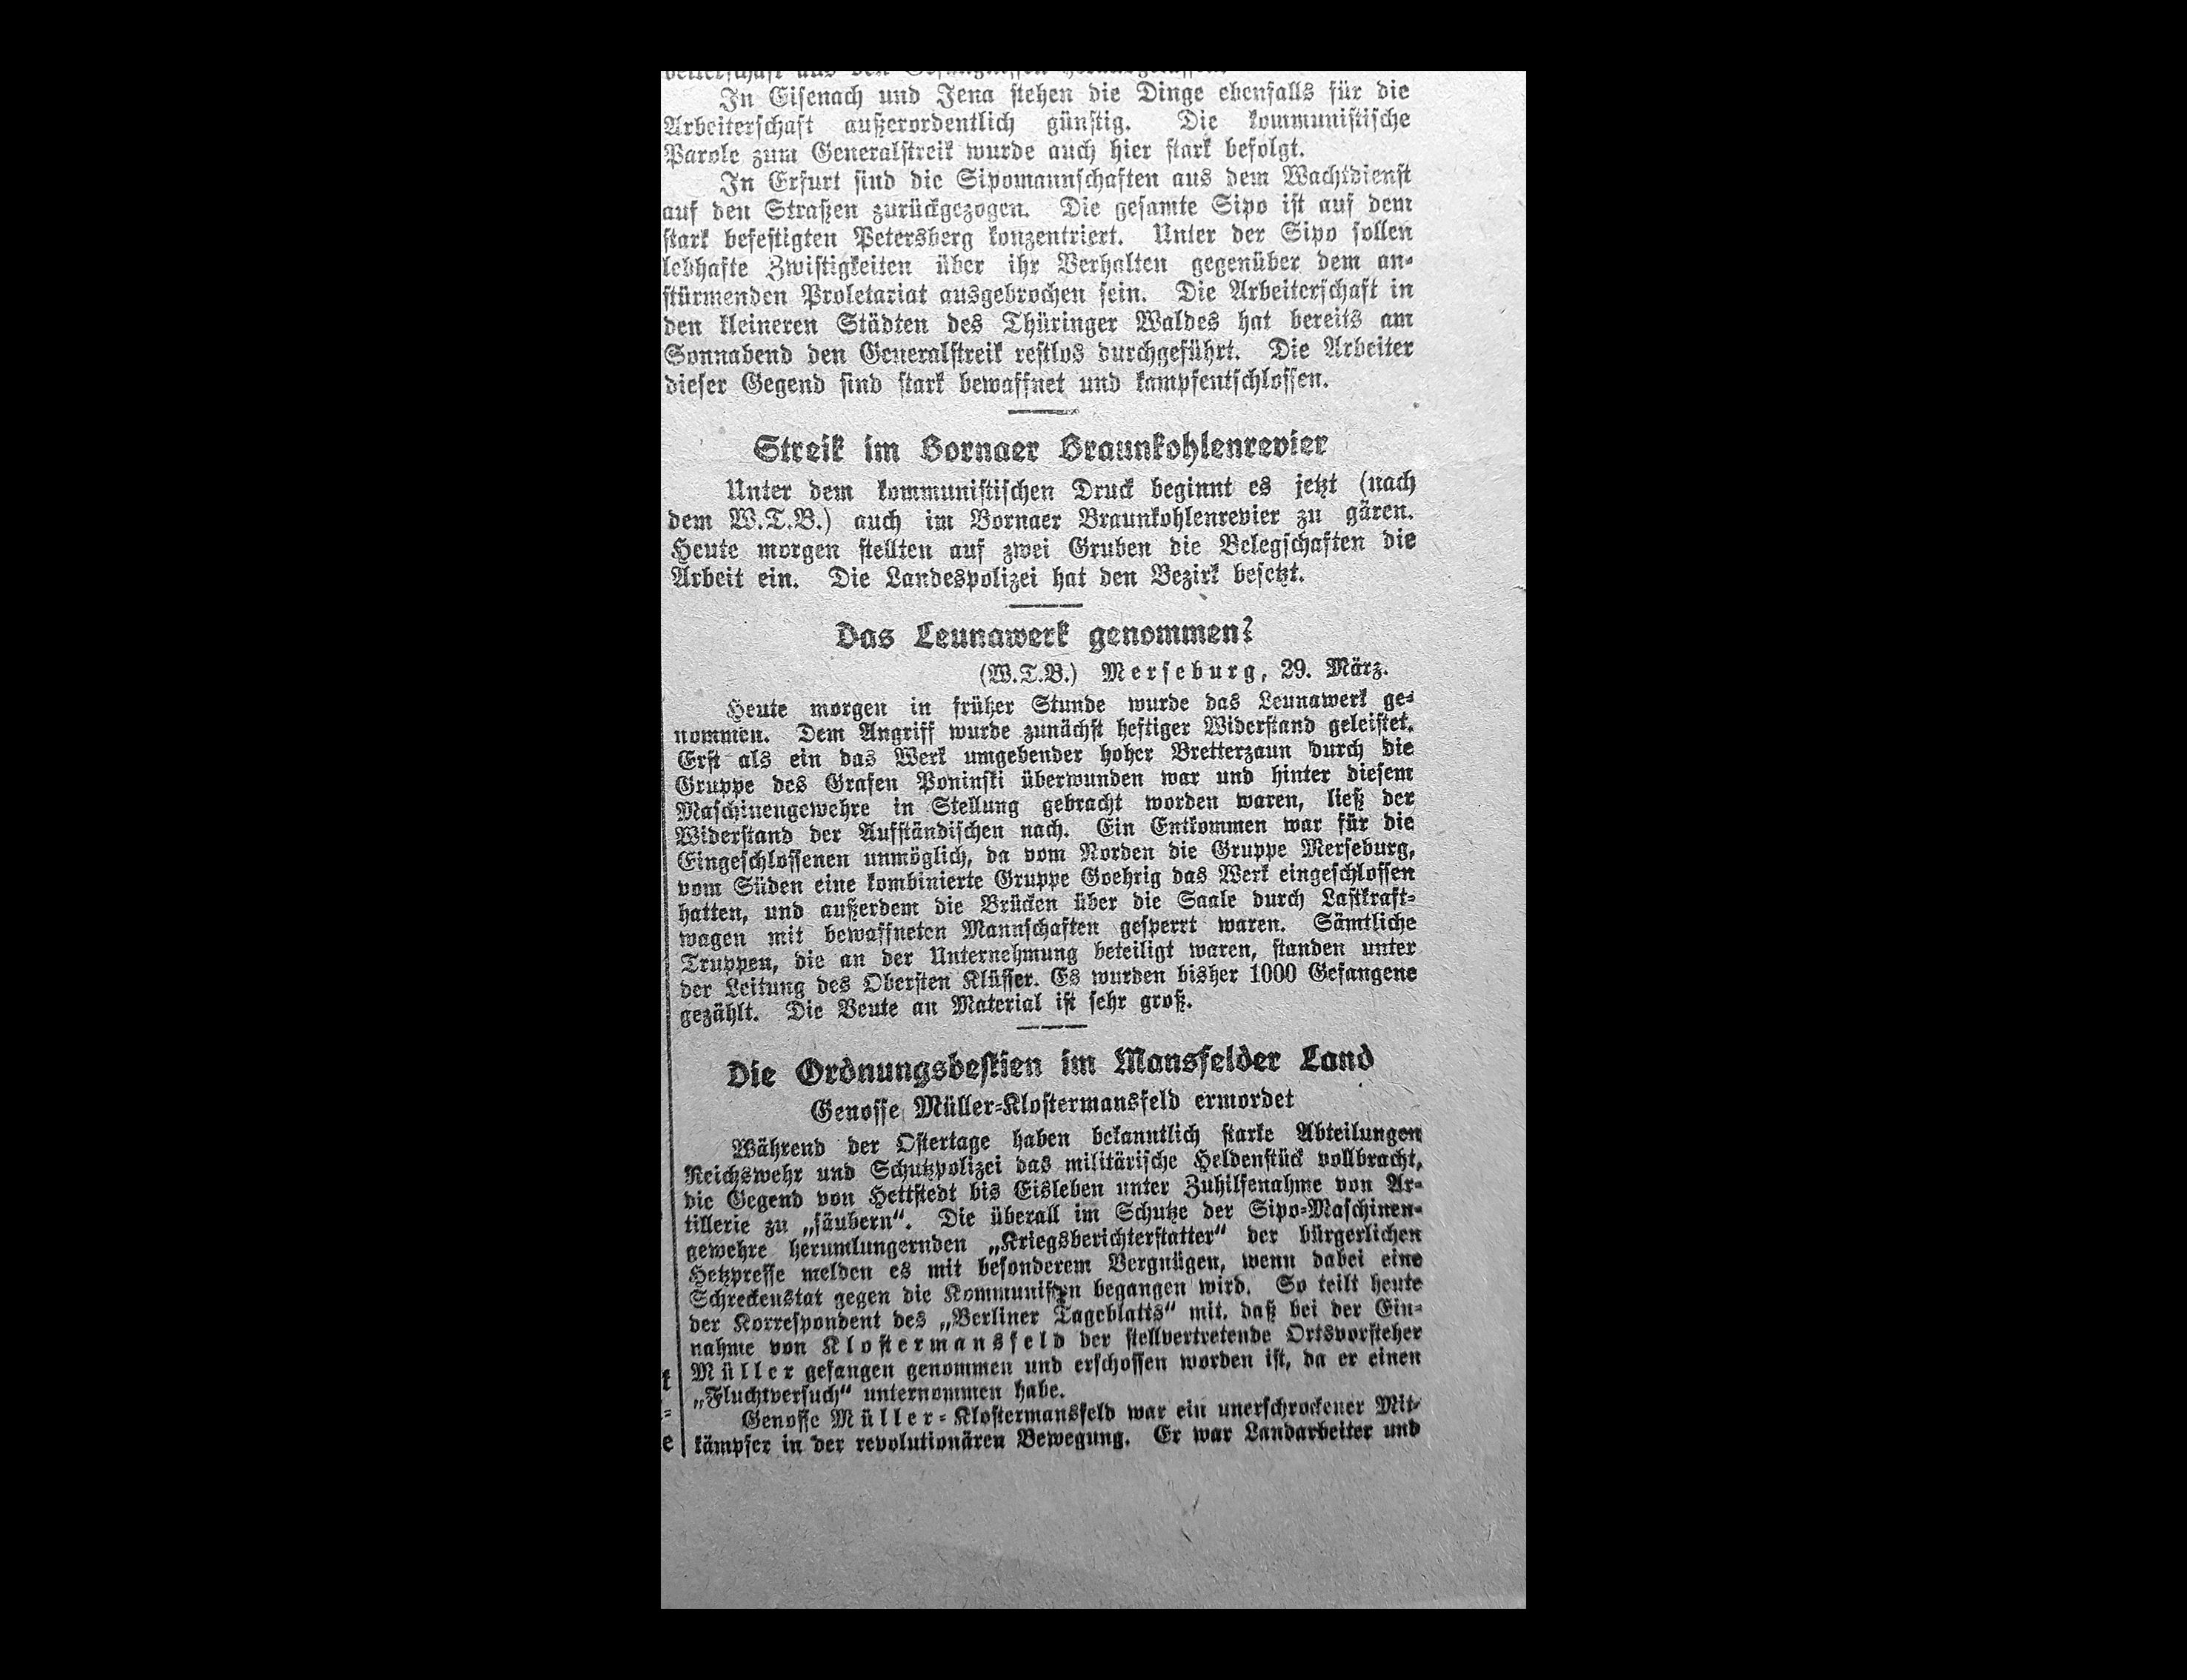 In Eisenach und Jena stehen die Dinge ebenfalls für die
Arbeiterschaft außerordentlich günstig. Die kommunistische
Parole zum Generalstreik wurde auch hier stark befolgt.
In Erfurt sind die Sipomannschaften aus dem Wachtdienst
auf den Straßen zurückgezogen. Die gesamte Sipo ist auf dem
stark befestigten Petersberg konzentriert. Unter der Sipo sollen
lebhafte Zwistigkeiten über ihr Verhalten gegenüber dem an-
stürmenden Proletariat ausgebrochen sein. Die Arbeiterschaft in
den kleineren Städten des Thüringer Waldes hat bereits am
Sonnabend den Generalstreik restlos durchgeführt. Die Arbeiter
dieser Gegend sind stark bewaffnet und kampfentschlossen.
Streik im Bornaer Braunkohlenrevier
Unter dem kommunistischen Druck beginnt es jetzt (nach
dem W.T.B.) auch im Bornaer Braunkohlenrevier zu gären.
Heute morgen stellten auf zwei Gruben die Belegschaften die
Arbeit ein. Die Landespolizei hat den Bezirk besetzt.
Das Leunawerk genommen?
(W.T.B.) Merseburg, 29. März.
Heute morgen in früher Stunde wurde das Leunawerk ge-
nommen. Dem Angriff wurde zunächst heftiger Widerstand geleistet.
Erst als ein das Werk umgebender hoher Bretterzaun durch die
Gruppe des Grafen Poninski überwunden war und hinter diesem
Maschinengewehre in Stellung gebracht worden waren, ließ der
Widerstand der Aufständischen nach. Ein Entkommen war für die
Eingeschlossenen unmöglich, da vom Norden die Gruppe Merseburg,
vom Süden eine kombinierte Gruppe Goehrig das Werk eingeschlossen
hatten, und außerdem die Brücken über die Saale durch Lastkraft-
wagen mit bewaffneten Mannschaften gesperrt waren. Sämtliche
Truppen, die an der Unternehmung beteiligt waren, standen unter
der Leitung des Obersten Klüsser. Es wurden bisher 1000 Gefangene
gezählt. Die Beute an Material ist sehr groß.
Die Ordnungsbestien im Mansfelder Land
Genosse Müller-Klostermansfeld ermordet
Während der Ostertage haben bekanntlich starke Abteilungen
Reichswehr und Schutzpolizei das militärische Heldenstück vollbracht,
die Gegend von Hettstedt bis Eisleben unter Zuhilfenahme von Ar-
tillerie zu „säubern“. Die überall im Schutze der Sipo-Maschinen-
gewehre herumlungernden „Kriegsberichterstatter“ der bürgerlichen
Hetzpresse melden es mit besonderem Vergnügen, wenn dabei eine
Schreckenstat gegen die Kommunisten begangen wird. So teilt heute
der Korrespondent des „Berliner Tageblatts“ mit, daß bei der Ein-
nahme von Klostermansfeld der stellvertretende Ortsvorsteher
Müller gefangen genommen und erschossen worden ist, da er einen
„Fluchtversuch“ unternommen habe.
Genosse Müller-Klostermansfeld war ein unerschrockener Mit-
kämpfer in der revolutionären Bewegung. Er war Landarbeiter und